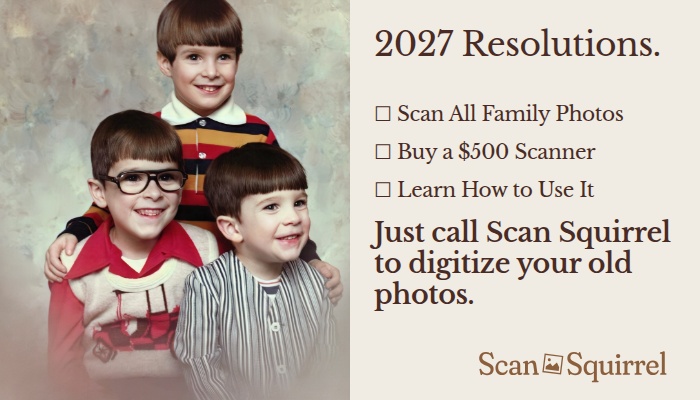 2027 Resolutions.
☐ Scan All Family Photos
☐ Buy a $500 Scanner
☐ Learn How to Use It
Just call Scan Squirrel
to digitize your old
photos.
Scan Squirrel